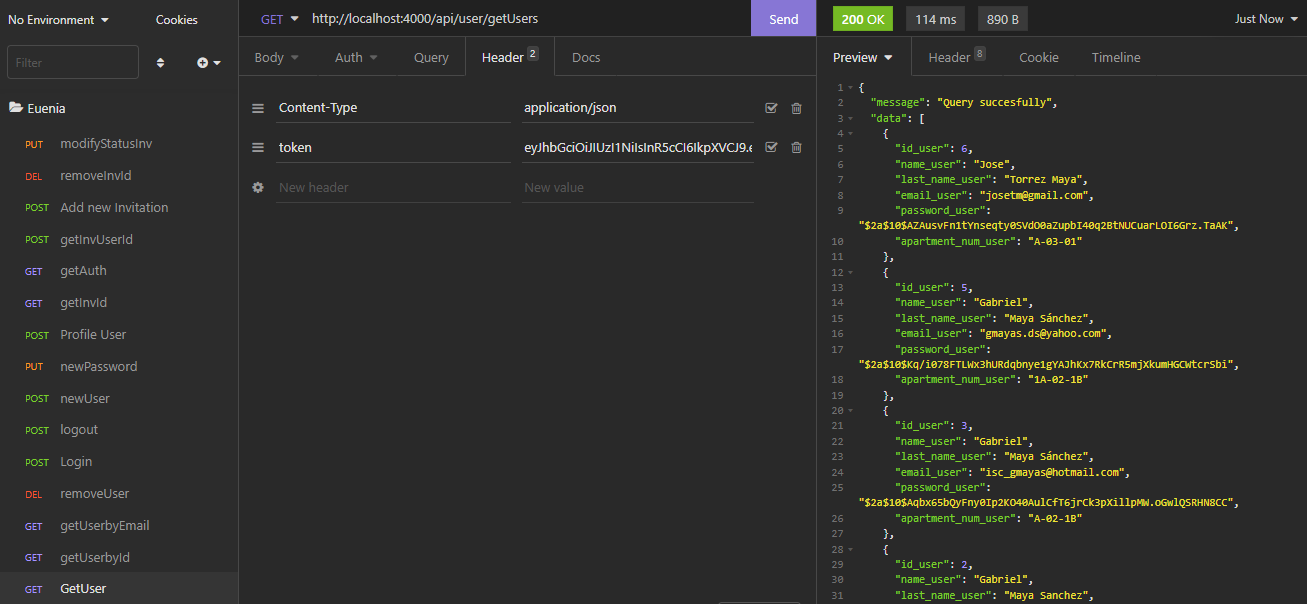 No Environment
Cookies
Filter
Euenia
PUT modifyStatusInv
DEL removeInvId
POST Add new Invitation
POST getInvUserId
GET getAuth
GET getInvId
POST Profile User
PUT newPassword
POST newUser
POST logout
POST Login
DEL removeUser
GET getUserbyEmail
GET getUserbyId
GET GetUser
GET http://localhost:4000/api/user/getUsers Send
Body Auth Query Header 2 Docs
Content-Type application/json
token eyJhbGciOiJIUzI1NiIsInR5cCI6IkpXVCJ9.e
New header New value
200 OK 114 ms 890 B Just Now
Preview Header 8 Cookie Timeline
1 {
2 "message": "Query succesfully",
3 "data": [
4 {
5 "id_user": 6,
6 "name_user": "Jose",
7 "last_name_user": "Torrez Maya",
8 "email_user": "josetm@gmail.com",
9 "password_user":
"$2a$10$AZAusvFn1tYnseqty0SVdO0aZupbI40q2BtNUCuarLOI6Grz.TaAK",
10 "apartment_num_user": "A-03-01"
11 },
12 {
13 "id_user": 5,
14 "name_user": "Gabriel",
15 "last_name_user": "Maya Sánchez",
16 "email_user": "gmayas.ds@yahoo.com",
17 "password_user":
"$2a$10$Kq/i078FTLWx3hURdqbnye1gYAJhKx7RkCrR5mjXkumHGCWtcrSbi",
18 "apartment_num_user": "1A-02-1B"
19 },
20 {
21 "id_user": 3,
22 "name_user": "Gabriel",
23 "last_name_user": "Maya Sánchez",
24 "email_user": "isc_gmayas@hotmail.com",
25 "password_user":
"$2a$10$Aqbx65bQyFny0Ip2KO40AulCfT6jrCk3pXillpMW.oGwlQSRHN8CC",
26 "apartment_num_user": "A-02-1B"
27 },
28 {
29 "id_user": 2,
30 "name_user": "Gabriel",
31 "last_name_user": "Maya Sanchez",